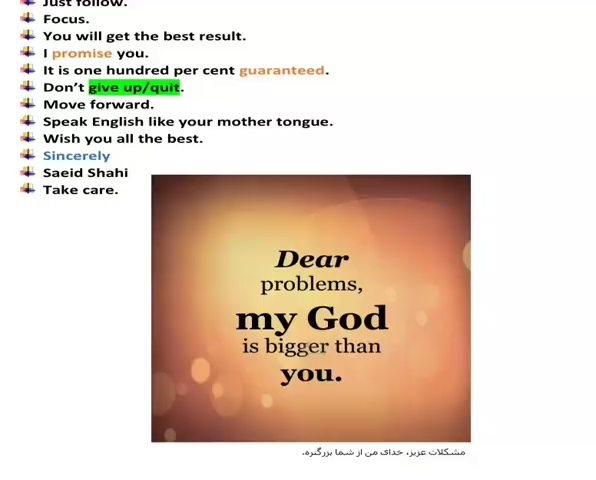 Just follow.
Focus.
You will get the best result.
I promise you.
It is one hundred per cent guaranteed.
Don’t give up/quit.
Move forward.
Speak English like your mother tongue.
Wish you all the best.
Sincerely
Saeid Shahi
Take care.
Dear
problems,
my God
is bigger than
you.
مشکلات عزیز، خدای من از شما بزرگتره.